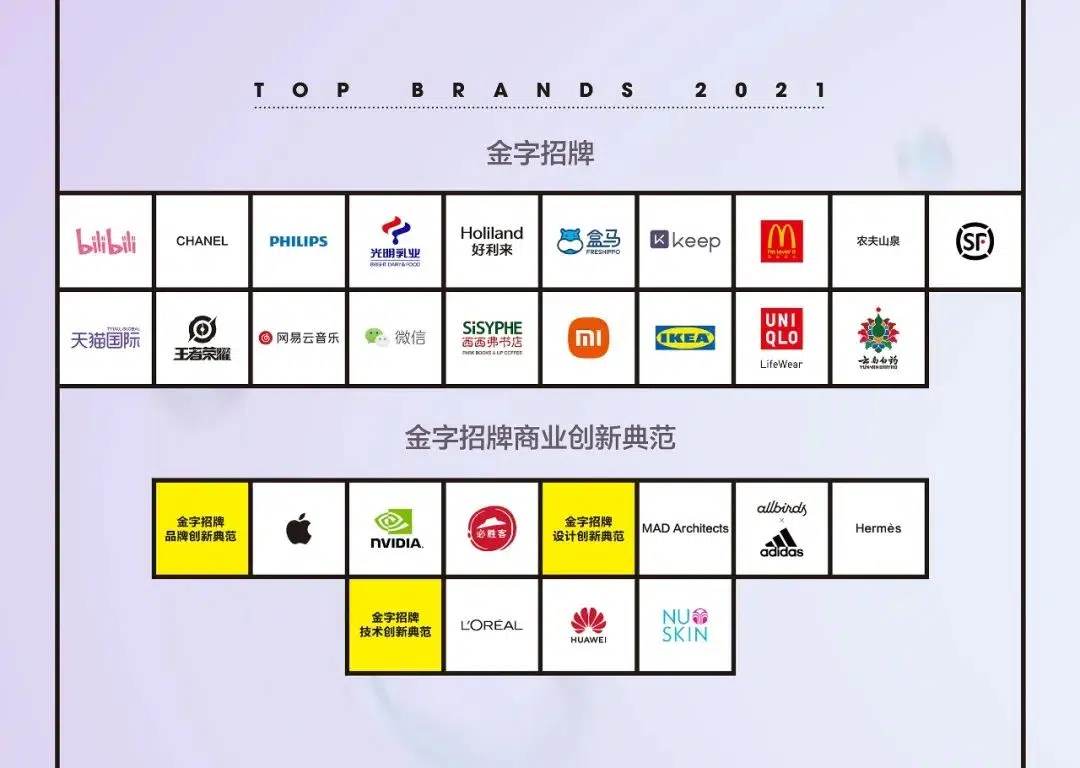 TOP BRANDS 2021
金字招牌
bilibili
CHANEL
PHILIPS
光明乳业
BRIGHT DAIRY & FOOD
Holiland
好利来
盒马
FRESHIPPO
keep
i'm lovin' it
农夫山泉
SF
TMALL GLOBAL
天猫国际
王者荣耀
网易云音乐
微信
SiSYPHE
西西弗书店
PARK BOOKS & UP COFFEE
mi
IKEA
UNI
QLO
LifeWear
云南白药
YUNNANBAIYAO
金字招牌商业创新典范
金字招牌
品牌创新典范
NVIDIA.
必胜客
金字招牌
设计创新典范
MAD Architects
allbirds
×
adidas
Hermès
金字招牌
技术创新典范
L'ORÉAL
HUAWEI
NU
SKIN